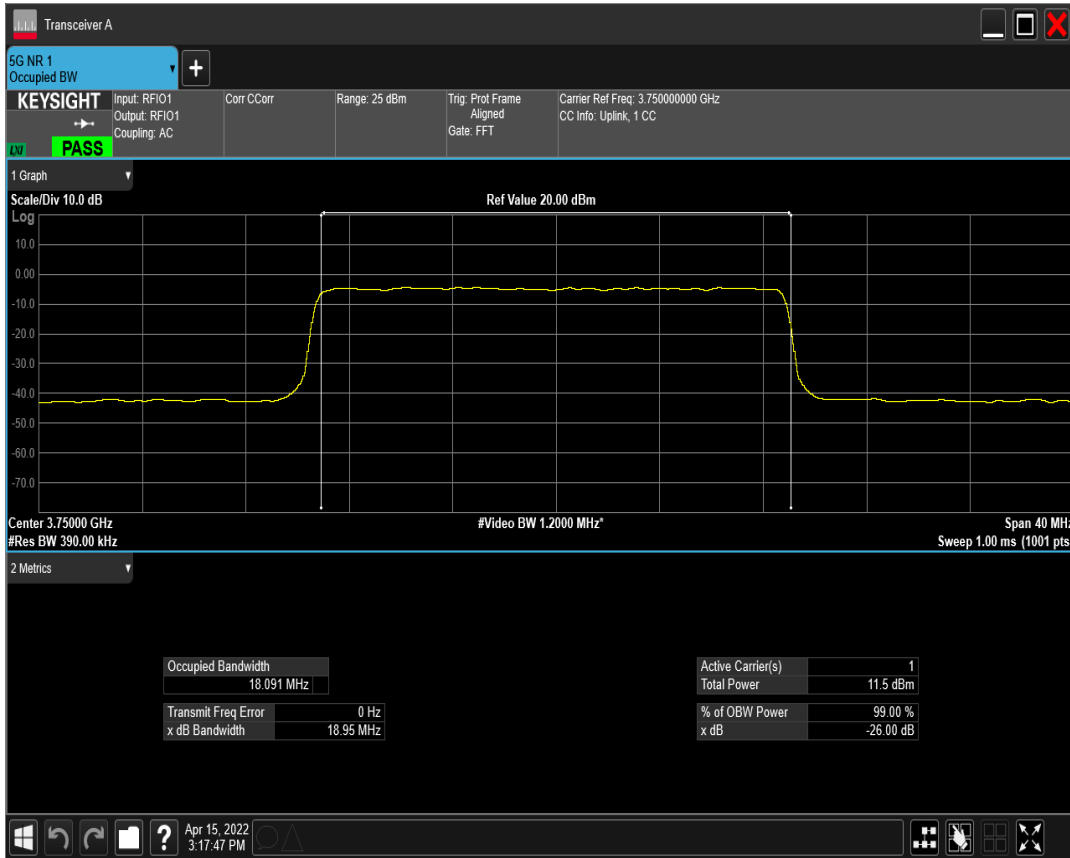 Transceiver A
5G NR 1
Occupied BW
KEYSIGHT
LXI
PASS
Input: RFIO1
Output: RFIO1
Coupling: AC
Corr CCorr
Range: 25 dBm
Trig: Prot Frame
Aligned
Gate: FFT
Carrier Ref Freq: 3.750000000 GHz
CC Info: Uplink, 1 CC
1 Graph
Scale/Div 10.0 dB
Ref Value 20.00 dBm
Log
10.0
0.00
-10.0
-20.0
-30.0
-40.0
-50.0
-60.0
-70.0
Center 3.75000 GHz
#Video BW 1.2000 MHz*
Span 40 MHz
#Res BW 390.00 kHz
Sweep 1.00 ms (1001 pts
2 Metrics
Occupied Bandwidth
18.091 MHz
Transmit Freq Error 0 Hz
x dB Bandwidth 18.95 MHz
Active Carrier(s) 1
Total Power 11.5 dBm
% of OBW Power 99.00 %
x dB -26.00 dB
?
Apr 15, 2022
3:17:47 PM